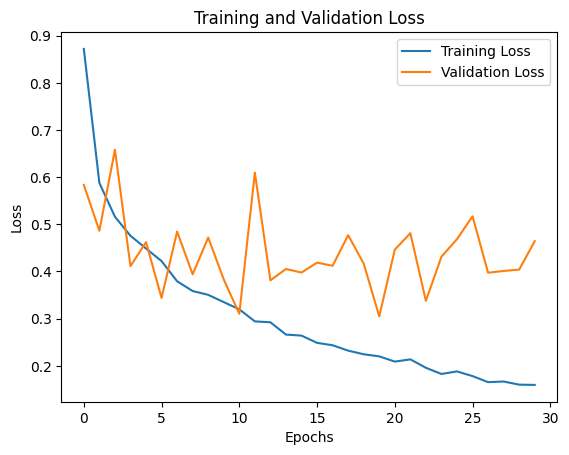 Training and Validation Loss
Training Loss
Validation Loss
Loss
0.9
0.8
0.7
0.6
0.5
0.4
0.3
0.2
0 5 10 15 20 25 30
Epochs